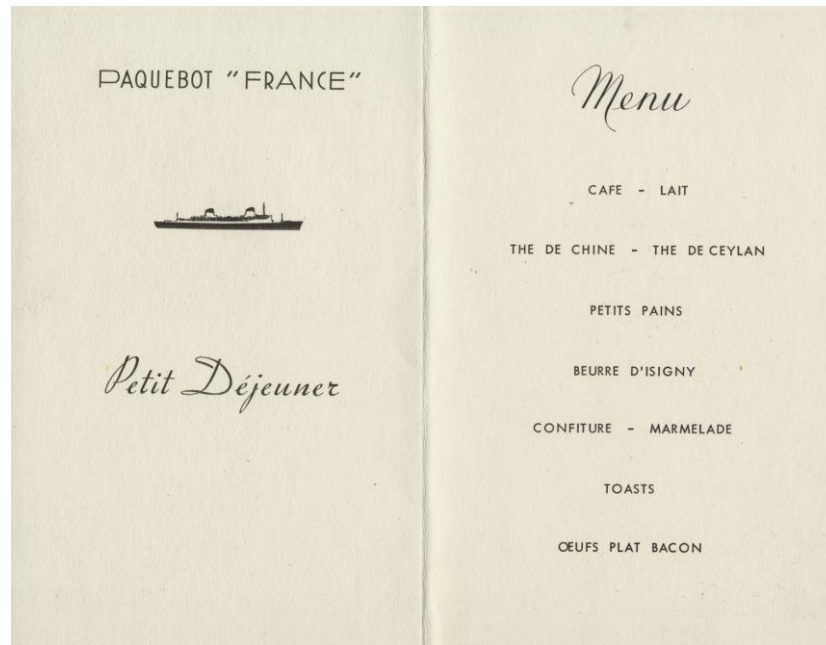 PAQUEBOT "FRANCE"
Petit Déjeuner
Menu
CAFE - LAIT
THE DE CHINE - THE DE CEYLAN
PETITS PAINS
BEURRE D'ISIGNY
CONFITURE - MARMELADE
TOASTS
ŒUFS PLAT BACON